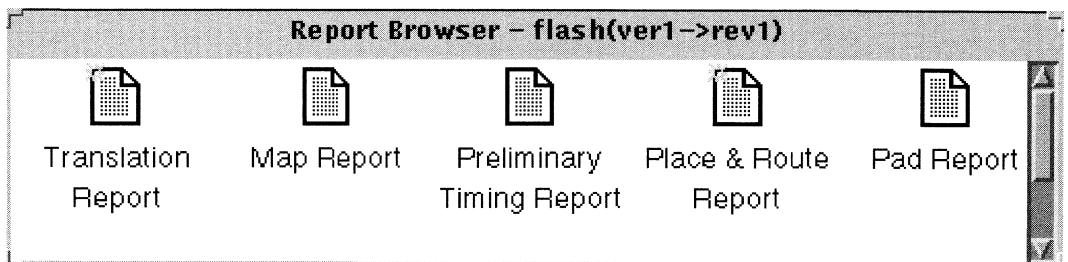 Report Browser – flash(ver1->rev1)
Translation Report
Map Report
Preliminary Timing Report
Place & Route Report
Pad Report